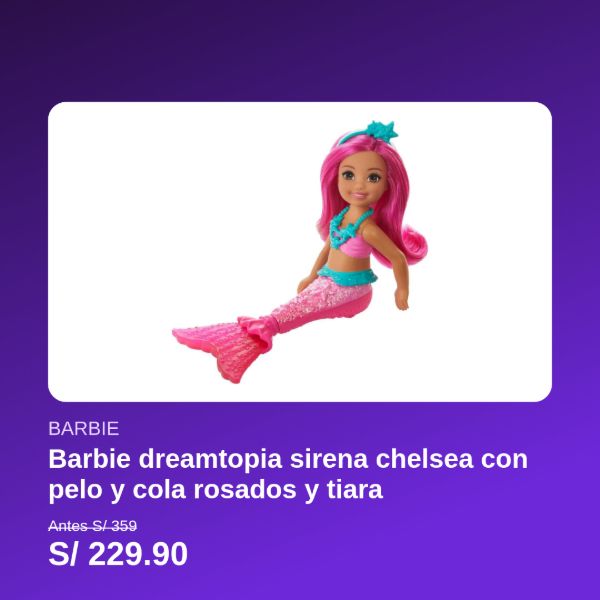 BARBIE
Barbie dreamtopia sirena chelsea con
pelo y cola rosados y tiara
Antes S/ 359
S/ 229.90